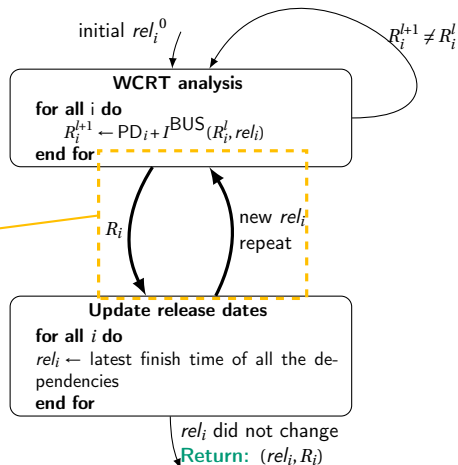 initial rel_i^0
R_i^{l+1} ≠ R_i^l
WCRT analysis
for all i do
R_i^{l+1} ← PD_i + I^{BUS}(R_i^l, rel_i)
end for
R_i
new rel_i
repeat
Update release dates
for all i do
rel_i ← latest finish time of all the de-
pendencies
end for
rel_i did not change
Return: (rel_i, R_i)